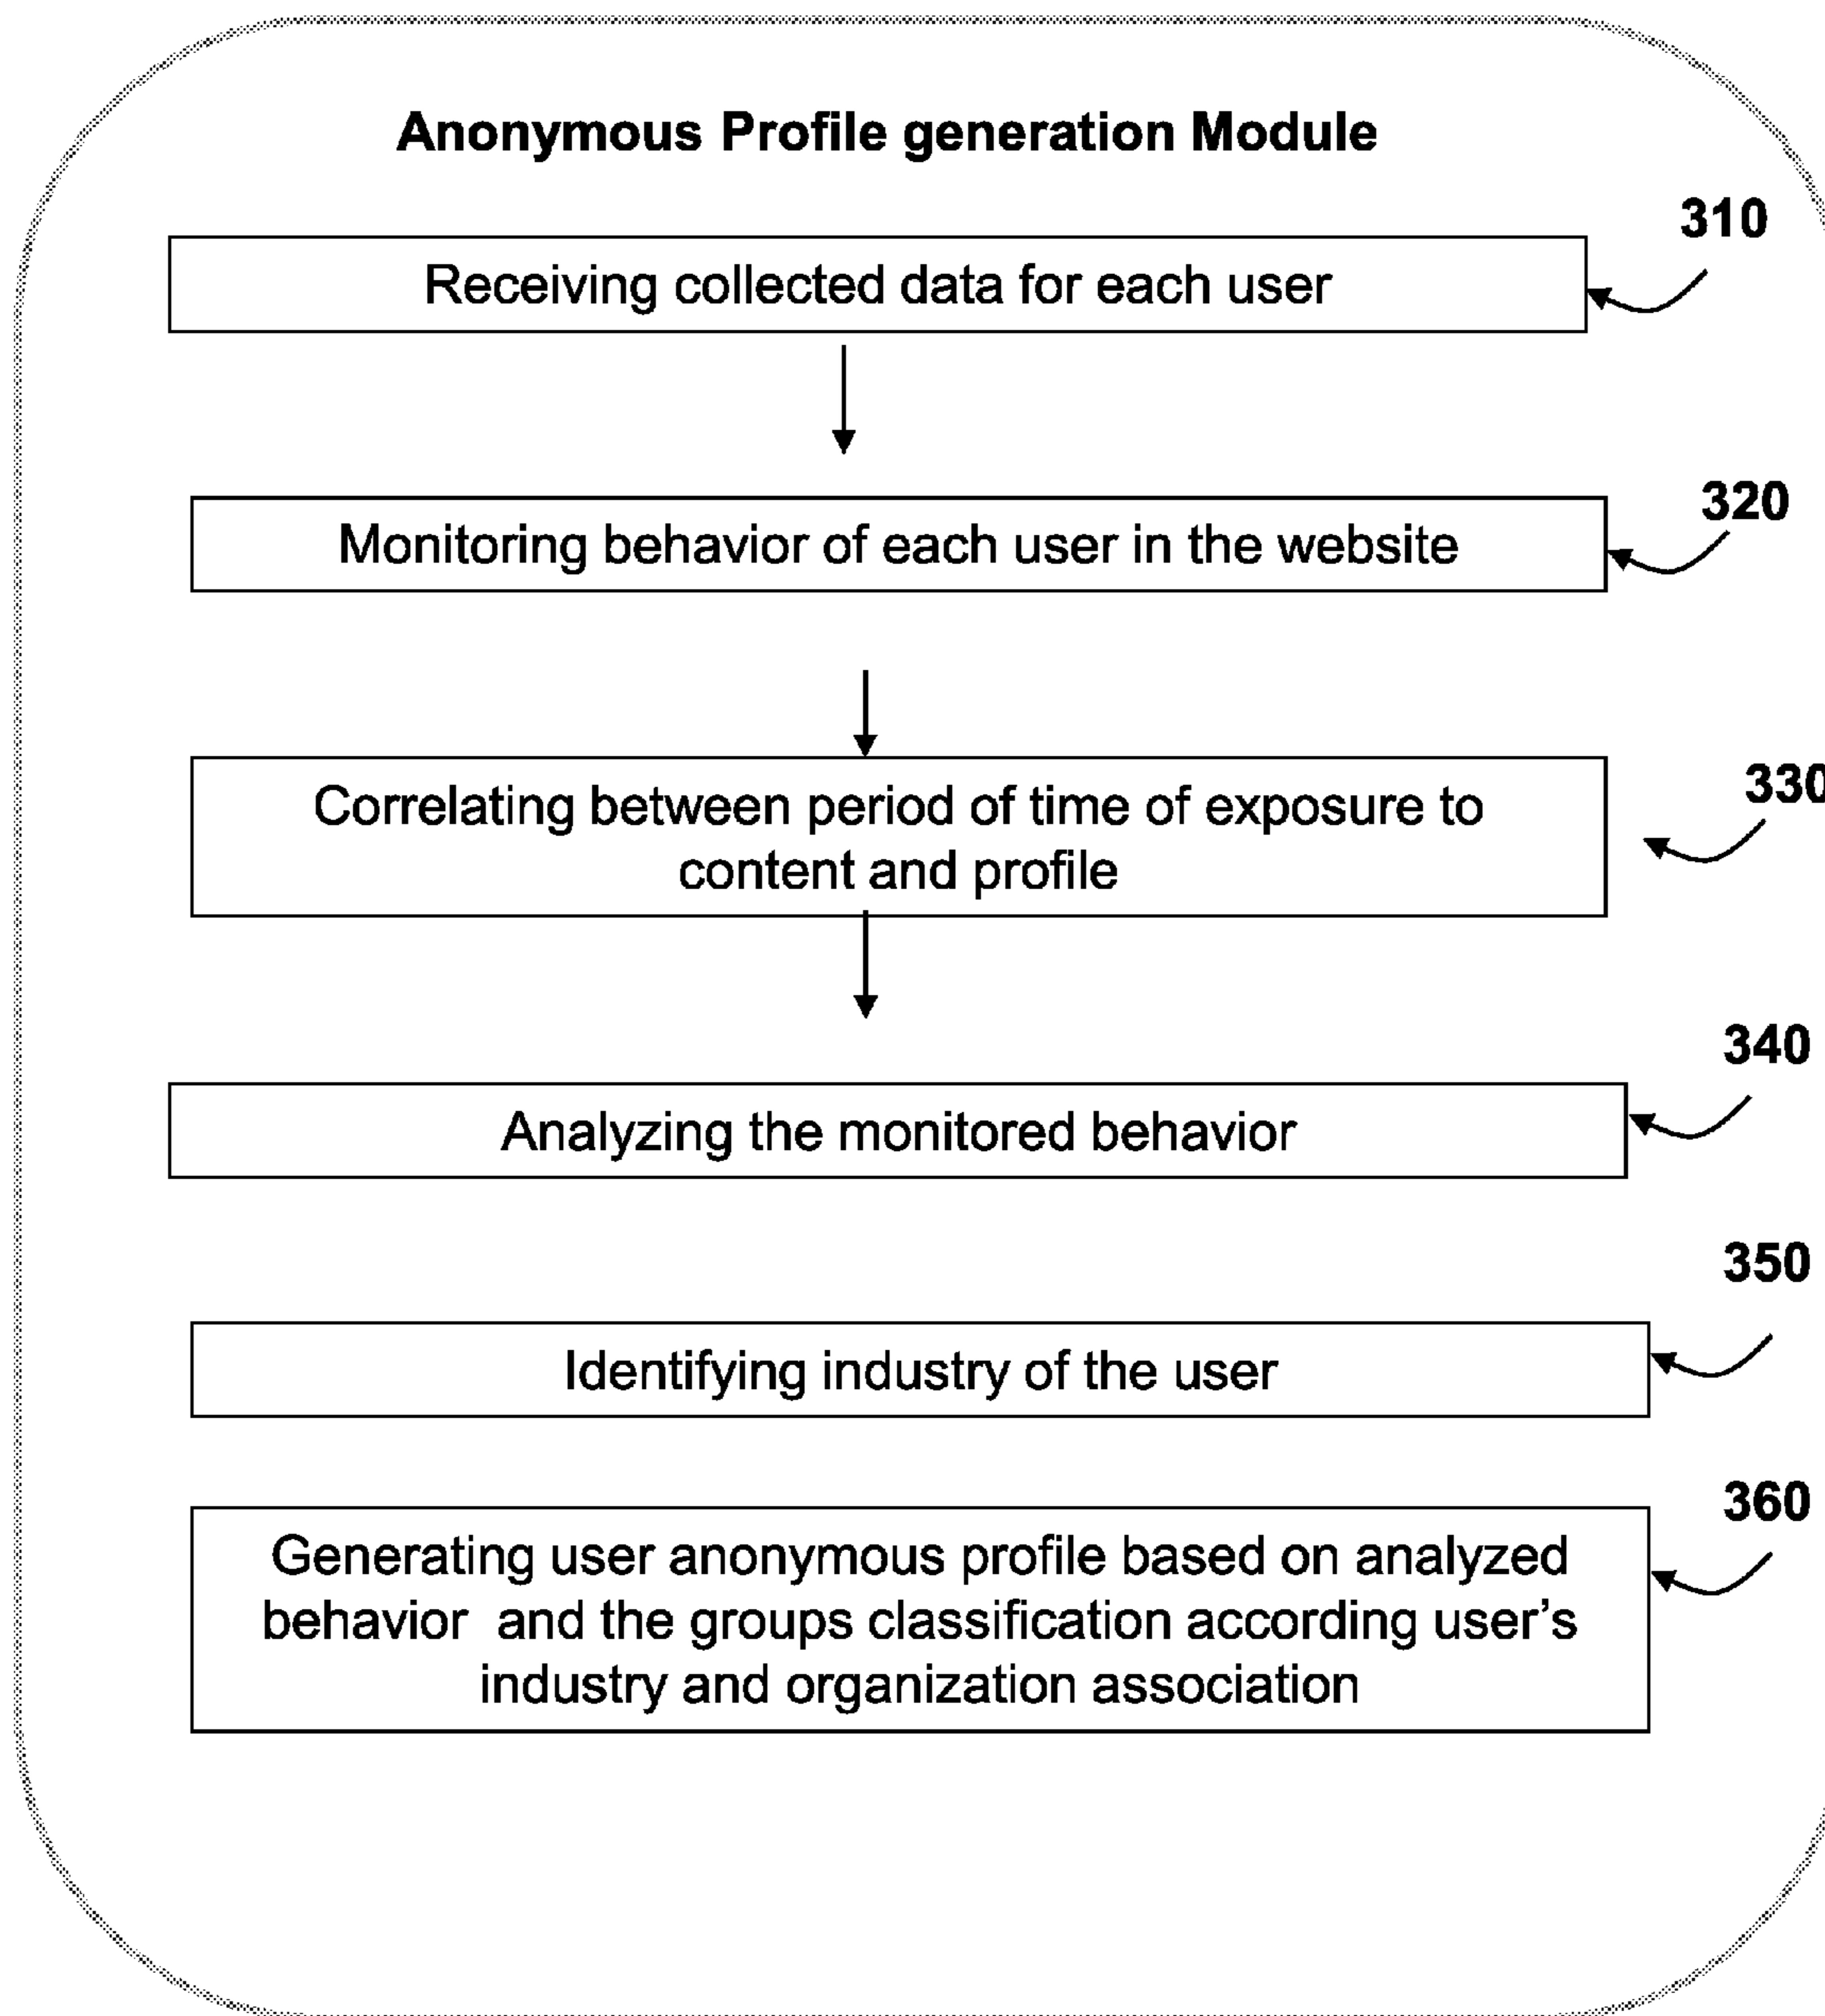 Anonymous Profile generation Module
310
Receiving collected data for each user
320
Monitoring behavior of each user in the website
330
Correlating between period of time of exposure to
content and profile
340
Analyzing the monitored behavior
350
Identifying industry of the user
360
Generating user anonymous profile based on analyzed
behavior and the groups classification according user's
industry and organization association